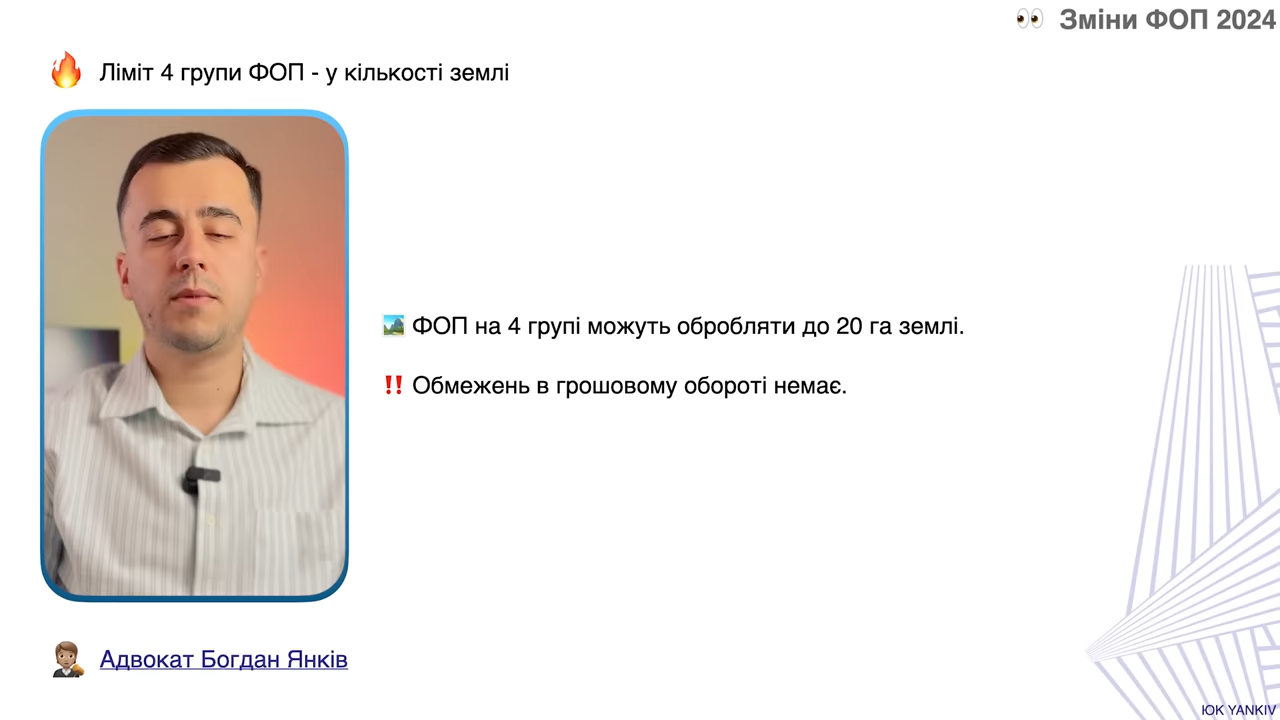 👀 Зміни ФОП 2024
🔥 Ліміт 4 групи ФОП - у кількості землі
🏞️ ФОП на 4 групі можуть обробляти до 20 га землі.
‼️ Обмежень в грошовому обороті немає.
Адвокат Богдан Янків
ЮК YANKIV